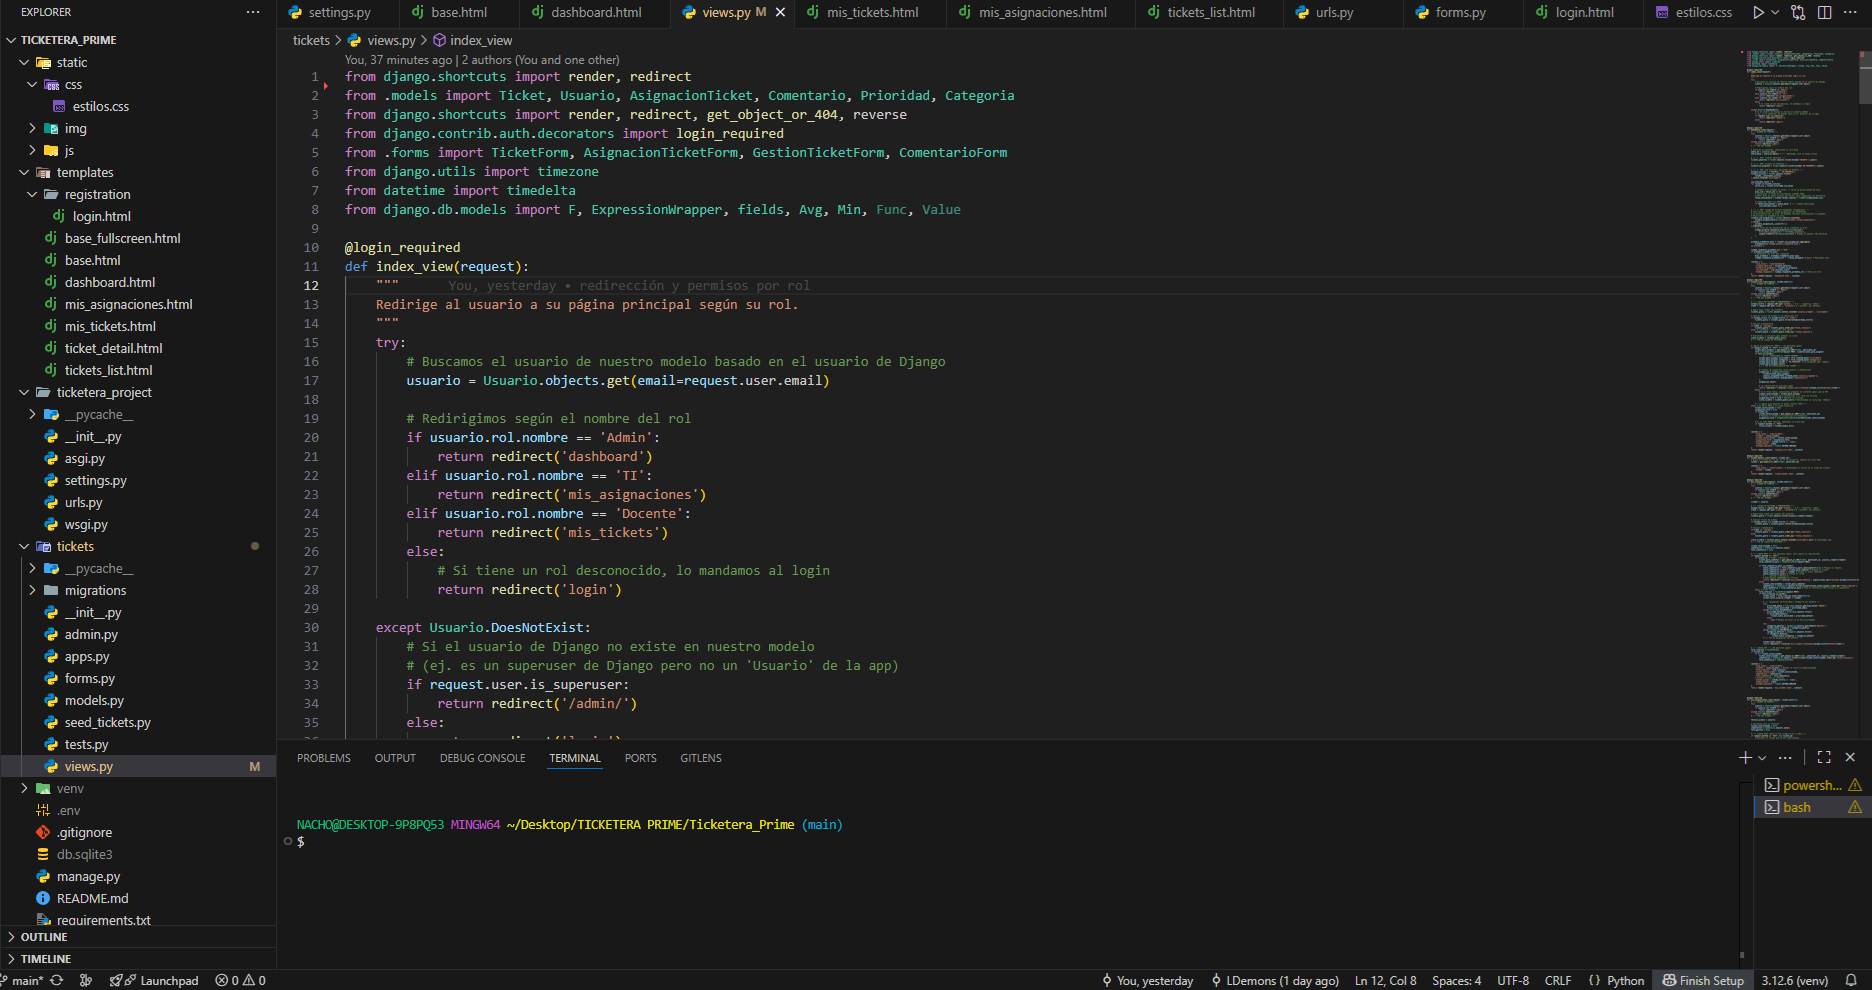 EXPLORER
TICKETERA_PRIME
static
css
estilos.css
img
js
templates
registration
login.html
base_fullscreen.html
base.html
dashboard.html
mis_asignaciones.html
mis_tickets.html
ticket_detail.html
tickets_list.html
ticketera_project
__pycache__
__init__.py
asgi.py
settings.py
urls.py
wsgi.py
tickets
__pycache__
migrations
__init__.py
admin.py
apps.py
forms.py
models.py
seed_tickets.py
tests.py
views.py M
venv
.env
.gitignore
db.sqlite3
manage.py
README.md
requirements.txt
OUTLINE
TIMELINE
settings.py base.html dashboard.html views.py M mis_tickets.html mis_asignaciones.html tickets_list.html urls.py forms.py login.html estilos.css
tickets > views.py > index_view
You, 37 minutes ago | 2 authors (You and one other)
1 from django.shortcuts import render, redirect
2 from .models import Ticket, Usuario, AsignacionTicket, Comentario, Prioridad, Categoria
3 from django.shortcuts import render, redirect, get_object_or_404, reverse
4 from django.contrib.auth.decorators import login_required
5 from .forms import TicketForm, AsignacionTicketForm, GestionTicketForm, ComentarioForm
6 from django.utils import timezone
7 from datetime import timedelta
8 from django.db.models import F, ExpressionWrapper, fields, Avg, Min, Func, Value
9
10 @login_required
11 def index_view(request):
12 """ You, yesterday • redirección y permisos por rol
13 Redirige al usuario a su página principal según su rol.
14 """
15 try:
16 # Buscamos el usuario de nuestro modelo basado en el usuario de Django
17 usuario = Usuario.objects.get(email=request.user.email)
18
19 # Redirigimos según el nombre del rol
20 if usuario.rol.nombre == 'Admin':
21 return redirect('dashboard')
22 elif usuario.rol.nombre == 'TI':
23 return redirect('mis_asignaciones')
24 elif usuario.rol.nombre == 'Docente':
25 return redirect('mis_tickets')
26 else:
27 # Si tiene un rol desconocido, lo mandamos al login
28 return redirect('login')
29
30 except Usuario.DoesNotExist:
31 # Si el usuario de Django no existe en nuestro modelo
32 # (ej. es un superuser de Django pero no un 'Usuario' de la app)
33 if request.user.is_superuser:
34 return redirect('/admin/')
35 else:
PROBLEMS OUTPUT DEBUG CONSOLE TERMINAL PORTS GITLENS
NACHO@DESKTOP-9P8PQ53 MINGW64 ~/Desktop/TICKETERA PRIME/Ticketera_Prime (main)
$
powersh...
bash
main* Launchpad 0 0 You, yesterday LDemons (1 day ago) Ln 12, Col 8 Spaces: 4 UTF-8 CRLF { } Python Finish Setup 3.12.6 (venv)